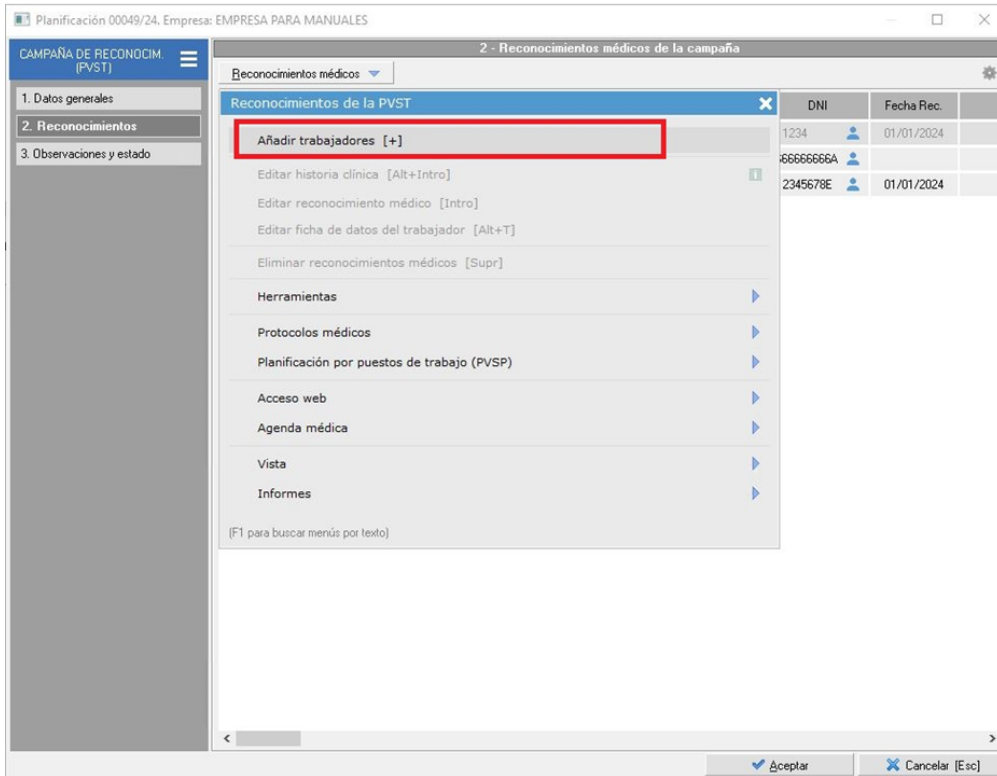 Planificación 00049/24. Empresa: EMPRESA PARA MANUALES
CAMPAÑA DE RECONOCIM.
(PVST)
1. Datos generales
2. Reconocimientos
3. Observaciones y estado
2 - Reconocimientos médicos de la campaña
Reconocimientos médicos
DNI Fecha Rec.
1234 01/01/2024
66666666A
2345678E 01/01/2024
Reconocimientos de la PVST
Añadir trabajadores [+]
Editar historia clínica [Alt+Intro]
Editar reconocimiento médico [Intro]
Editar ficha de datos del trabajador [Alt+T]
Eliminar reconocimientos médicos [Supr]
Herramientas
Protocolos médicos
Planificación por puestos de trabajo (PVSP)
Acceso web
Agenda médica
Vista
Informes
(F1 para buscar menús por texto)
Aceptar Cancelar [Esc]